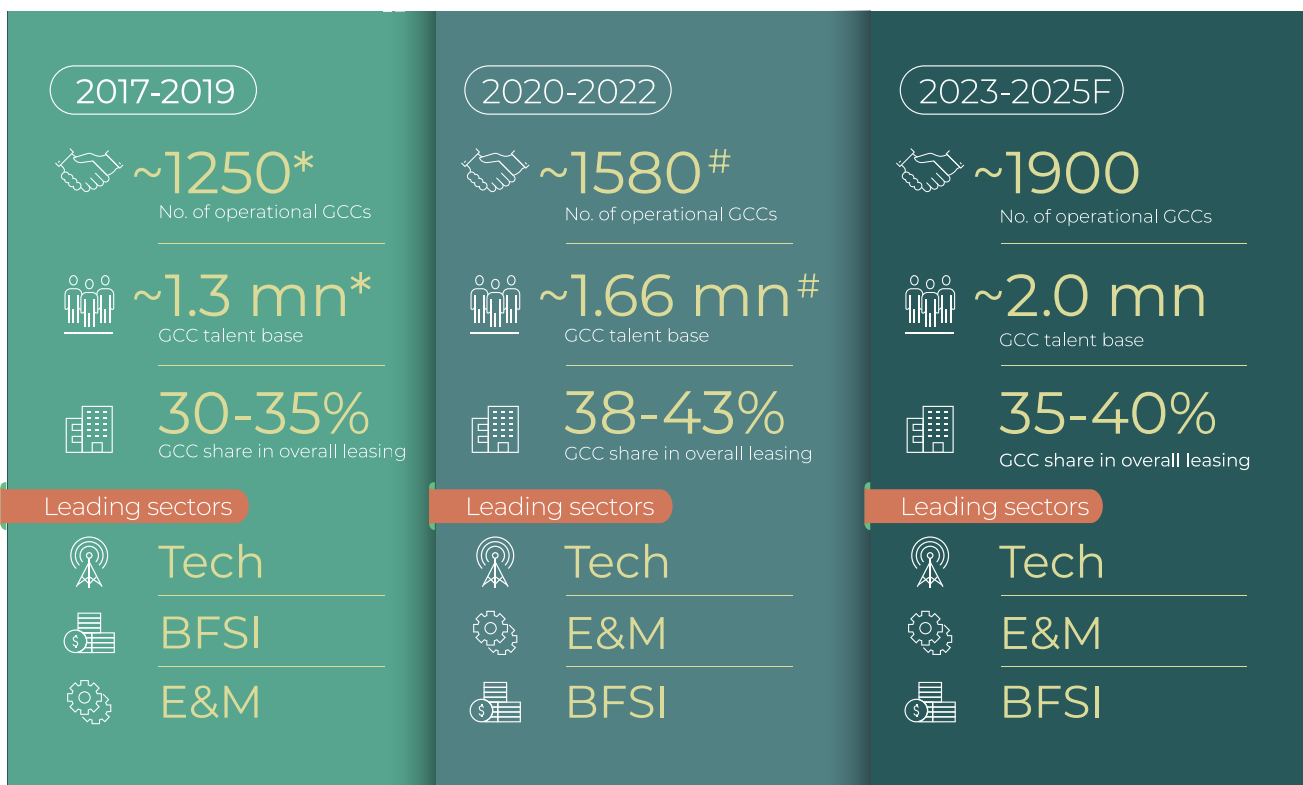 2017-2019
~1250*
No. of operational GCCs
~1.3 mn*
GCC talent base
30-35%
GCC share in overall leasing
Leading sectors
Tech
BFSI
E&M
2020-2022
~1580#
No. of operational GCCs
~1.66 mn#
GCC talent base
38-43%
GCC share in overall leasing
Leading sectors
Tech
E&M
BFSI
2023-2025F
~1900
No. of operational GCCs
~2.0 mn
GCC talent base
35-40%
GCC share in overall leasing
Leading sectors
Tech
E&M
BFSI